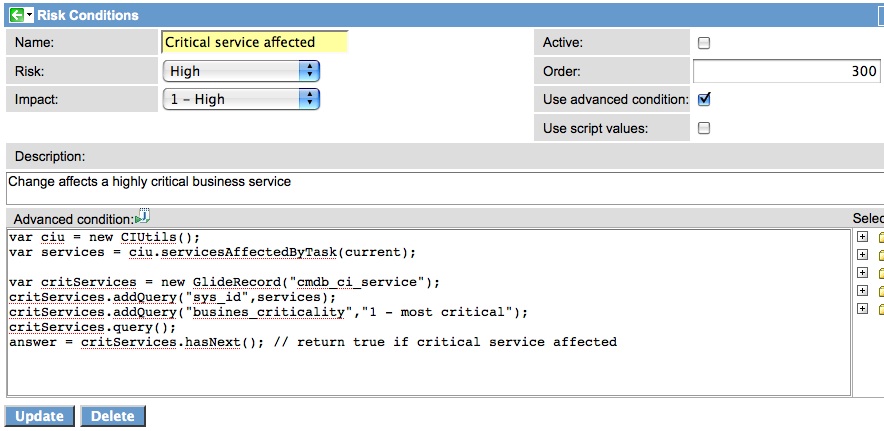 Risk Conditions
Name: Critical service affected Active:
Risk: High Order: 300
Impact: 1 - High Use advanced condition:
Use script values:
Description:
Change affects a highly critical business service
Advanced condition: Selec
var ciu = new CIUtils();
var services = ciu.servicesAffectedByTask(current);
var critServices = new GlideRecord("cmdb_ci_service");
critServices.addQuery("sys_id",services);
critServices.addQuery("busines_criticality","1 - most critical");
critServices.query();
answer = critServices.hasNext(); // return true if critical service affected
Update Delete